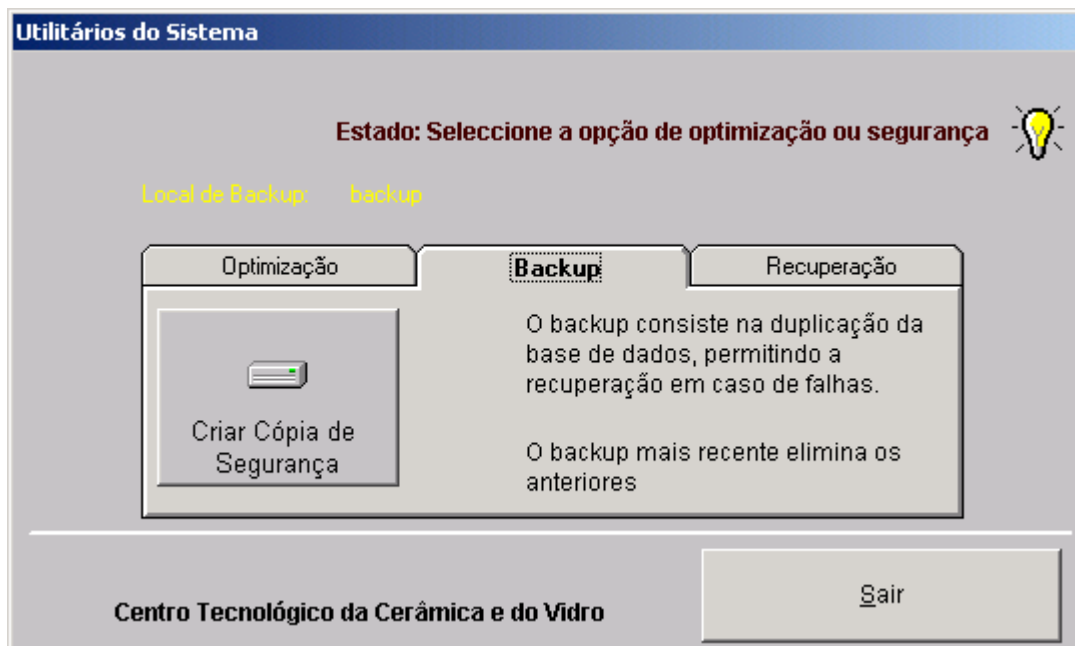 Utilitários do Sistema
Estado: Seleccione a opção de optimização ou segurança
Local de Backup: backup
Optimização
Backup
Recuperação
O backup consiste na duplicação da
base de dados, permitindo a
recuperação em caso de falhas.
Criar Cópia de
Segurança
O backup mais recente elimina os
anteriores
Centro Tecnológico da Cerâmica e do Vidro
Sair